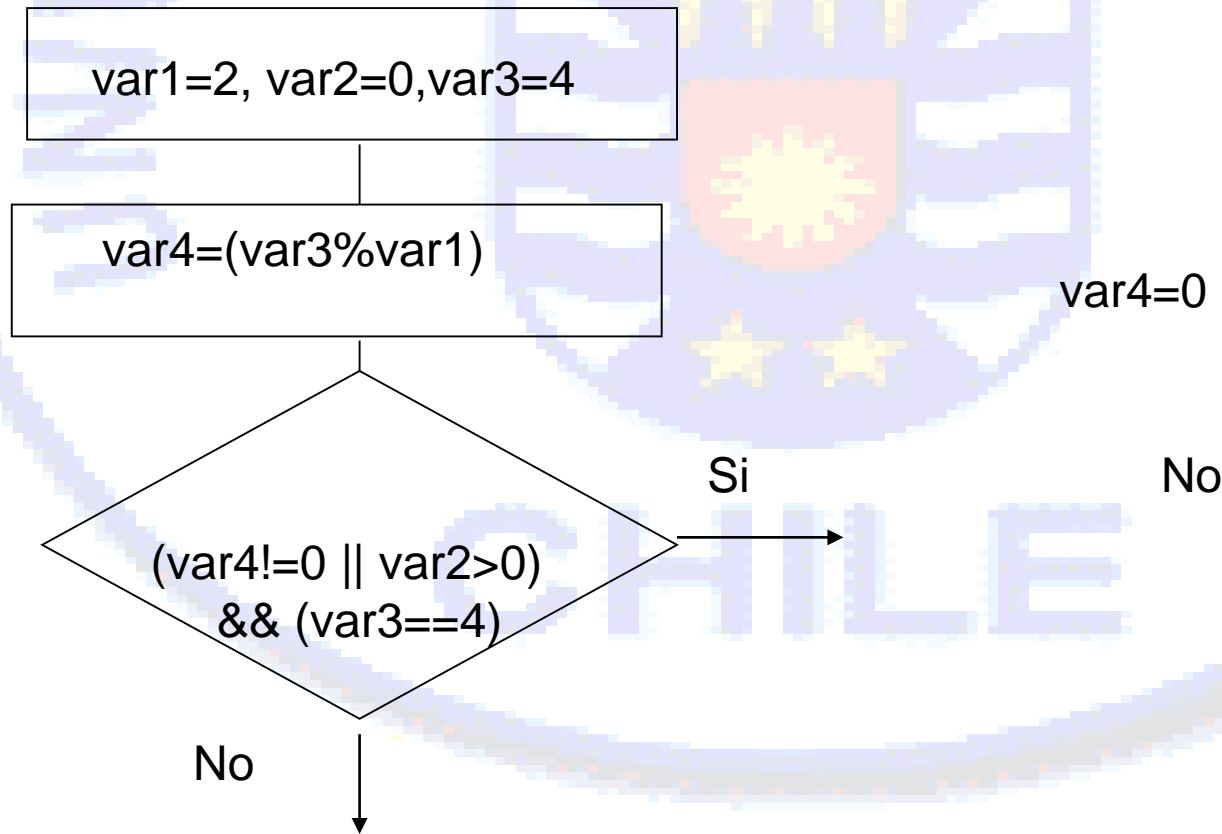 var1=2, var2=0,var3=4
var4=(var3%var1)
var4=0
Si
No
(var4!=0 || var2>0)
&& (var3==4)
No
CHILE